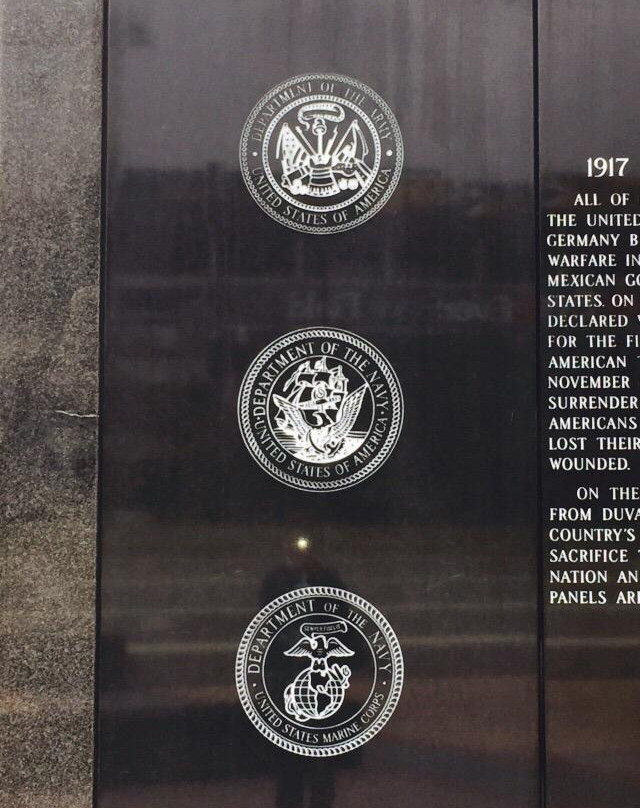 DEPARTMENT OF THE ARMY
UNITED STATES OF AMERICA
DEPARTMENT OF THE NAVY
UNITED STATES OF AMERICA
DEPARTMENT OF THE NAVY
SEMPER FIDELIS
UNITED STATES MARINE CORPS
1917
ALL OF
THE UNITED
GERMANY B
WARFARE IN
MEXICAN GO
STATES. ON
DECLARED
FOR THE FI
AMERICAN
NOVEMBER
SURRENDER
AMERICANS
LOST THEIR
WOUNDED.
ON THE
FROM DUVA
COUNTRY'S
SACRIFICE
NATION AN
PANELS ARE